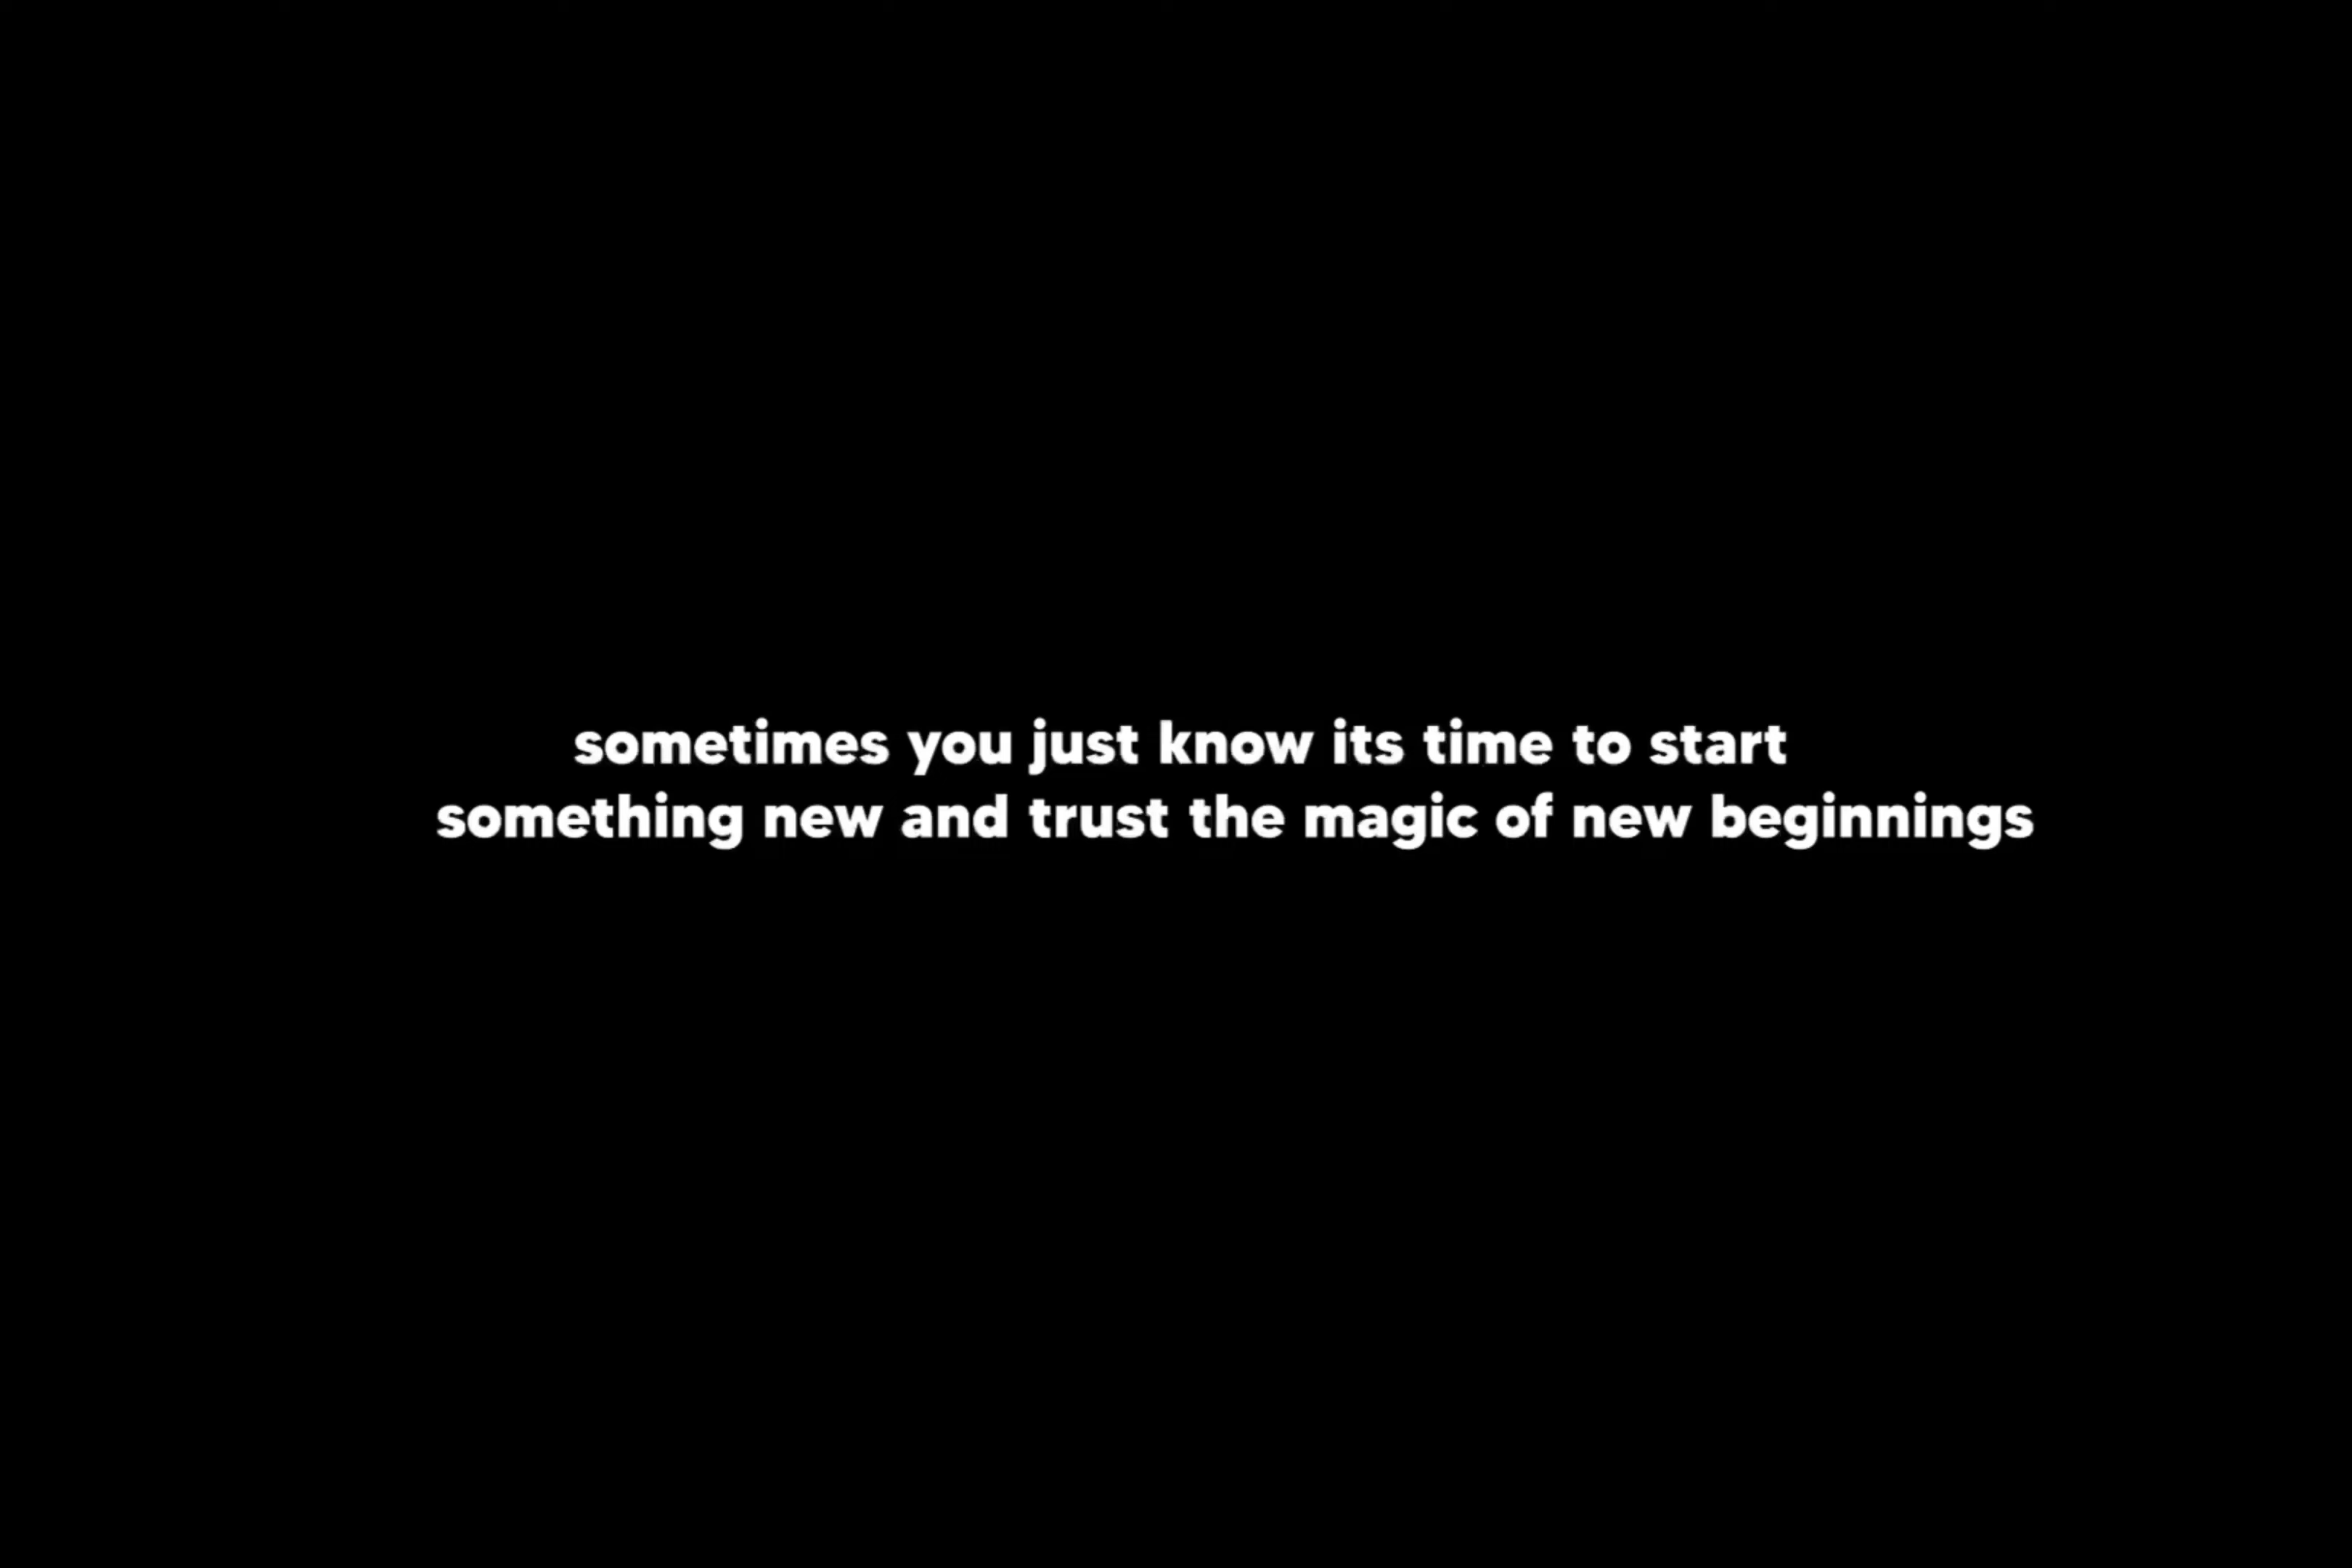 sometimes you just know its time to start
something new and trust the magic of new beginnings